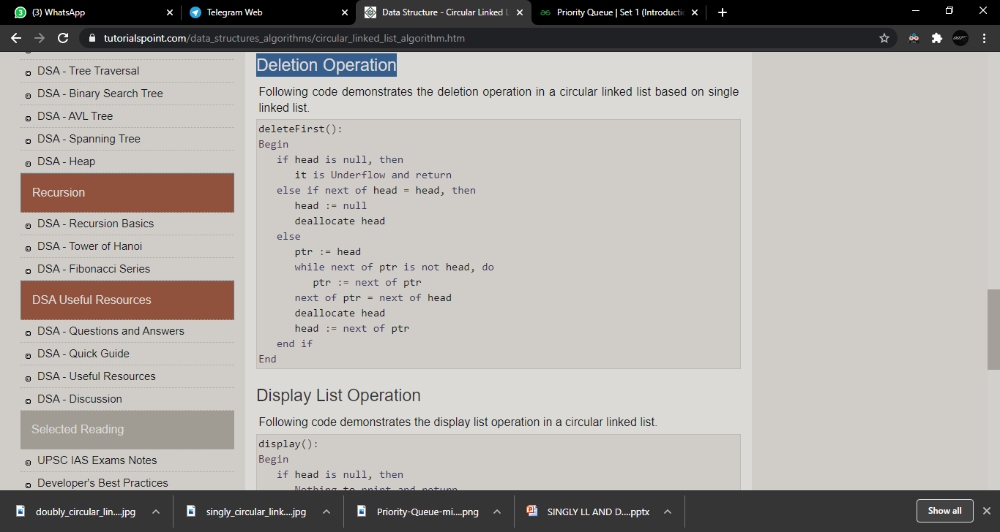 (3) WhatsApp
Telegram Web
Data Structure - Circular Linked L
Priority Queue | Set 1 (Introducti
tutorialspoint.com/data_structures_algorithms/circular_linked_list_algorithm.htm
DSA - Tree Traversal
DSA - Binary Search Tree
DSA - AVL Tree
DSA - Spanning Tree
DSA - Heap
Recursion
DSA - Recursion Basics
DSA - Tower of Hanoi
DSA - Fibonacci Series
DSA Useful Resources
DSA - Questions and Answers
DSA - Quick Guide
DSA - Useful Resources
DSA - Discussion
Selected Reading
UPSC IAS Exams Notes
Developer's Best Practices
Deletion Operation
Following code demonstrates the deletion operation in a circular linked list based on single
linked list.
deleteFirst():
Begin
   if head is null, then
      it is Underflow and return
   else if next of head = head, then
      head := null
      deallocate head
   else
      ptr := head
      while next of ptr is not head, do
         ptr := next of ptr
      next of ptr = next of head
      deallocate head
      head := next of ptr
   end if
End
Display List Operation
Following code demonstrates the display list operation in a circular linked list.
display():
Begin
   if head is null, then
      Nothing to print and return
doubly_circular_lin....jpg
singly_circular_link....jpg
Priority-Queue-mi....png
SINGLY LL AND D....pptx
Show all